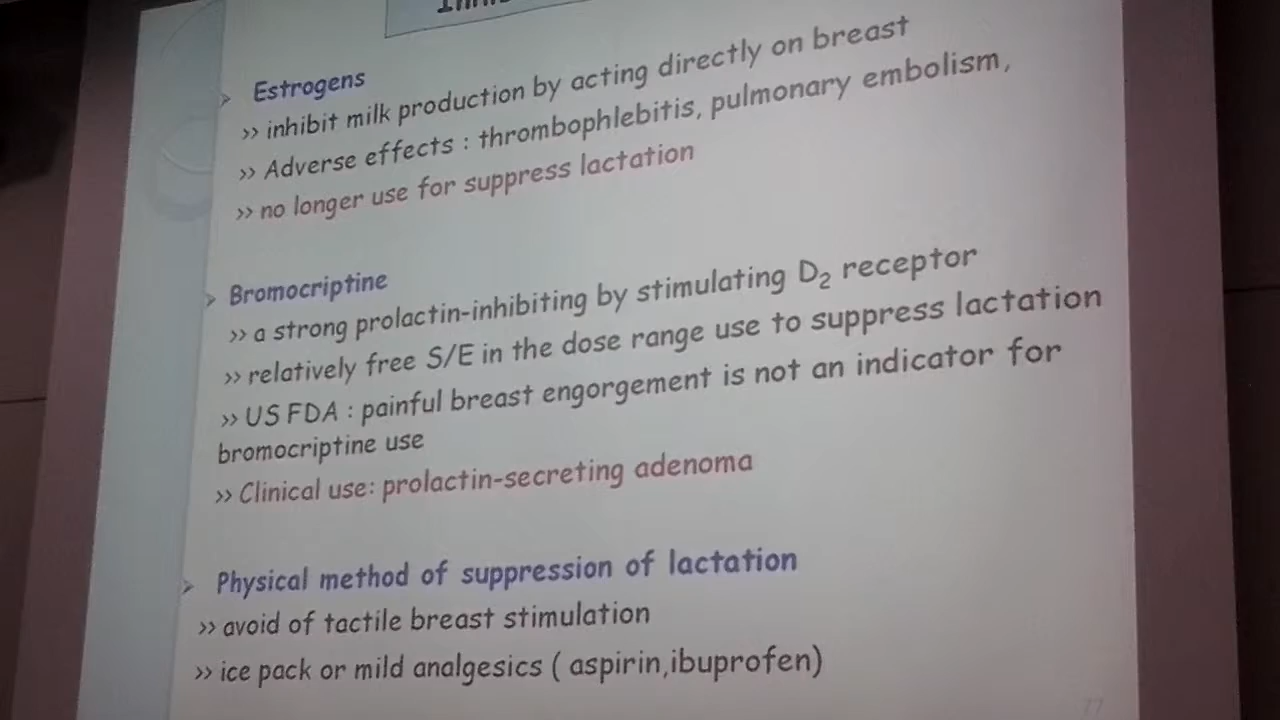 ➢ Estrogens
>> inhibit milk production by acting directly on breast
>> Adverse effects : thrombophlebitis, pulmonary embolism,
>> no longer use for suppress lactation
➢ Bromocriptine
>> a strong prolactin-inhibiting by stimulating D₂ receptor
>> relatively free S/E in the dose range use to suppress lactation
>> US FDA : painful breast engorgement is not an indicator for
bromocriptine use
>> Clinical use: prolactin-secreting adenoma
➢ Physical method of suppression of lactation
>> avoid of tactile breast stimulation
>> ice pack or mild analgesics ( aspirin,ibuprofen)